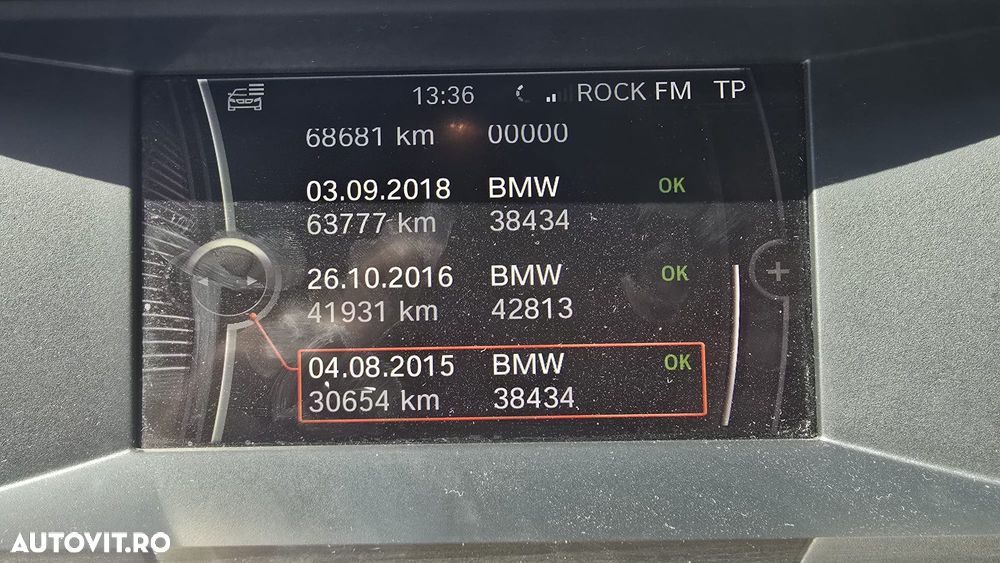 13:36 ROCK FM TP
68681 km 00000
03.09.2018 BMW OK
63777 km 38434
26.10.2016 BMW OK
41931 km 42813
04.08.2015 BMW OK
30654 km 38434
AUTOVIT.RO